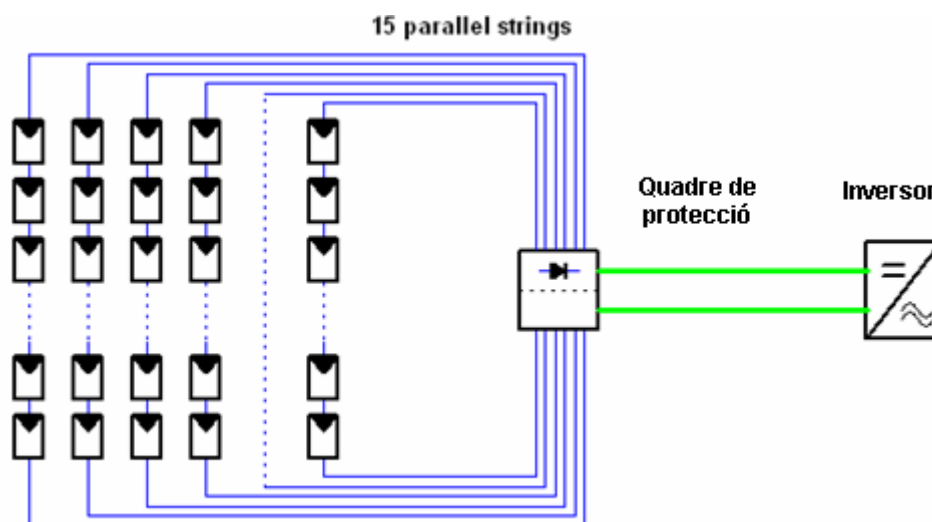 15 parallel strings
Quadre de
protecció
Inversor